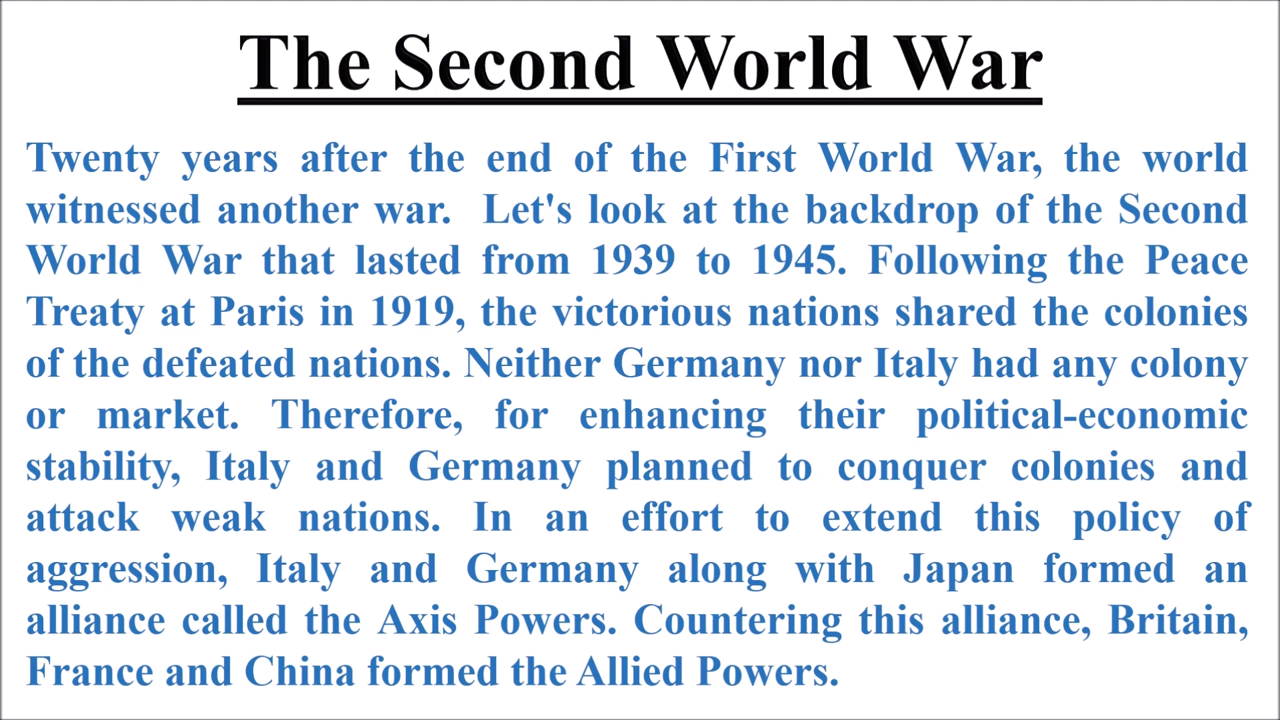 The Second World War
Twenty years after the end of the First World War, the world
witnessed another war.  Let's look at the backdrop of the Second
World War that lasted from 1939 to 1945. Following the Peace
Treaty at Paris in 1919, the victorious nations shared the colonies
of the defeated nations. Neither Germany nor Italy had any colony
or market. Therefore, for enhancing their political-economic
stability, Italy and Germany planned to conquer colonies and
attack weak nations. In an effort to extend this policy of
aggression, Italy and Germany along with Japan formed an
alliance called the Axis Powers. Countering this alliance, Britain,
France and China formed the Allied Powers.